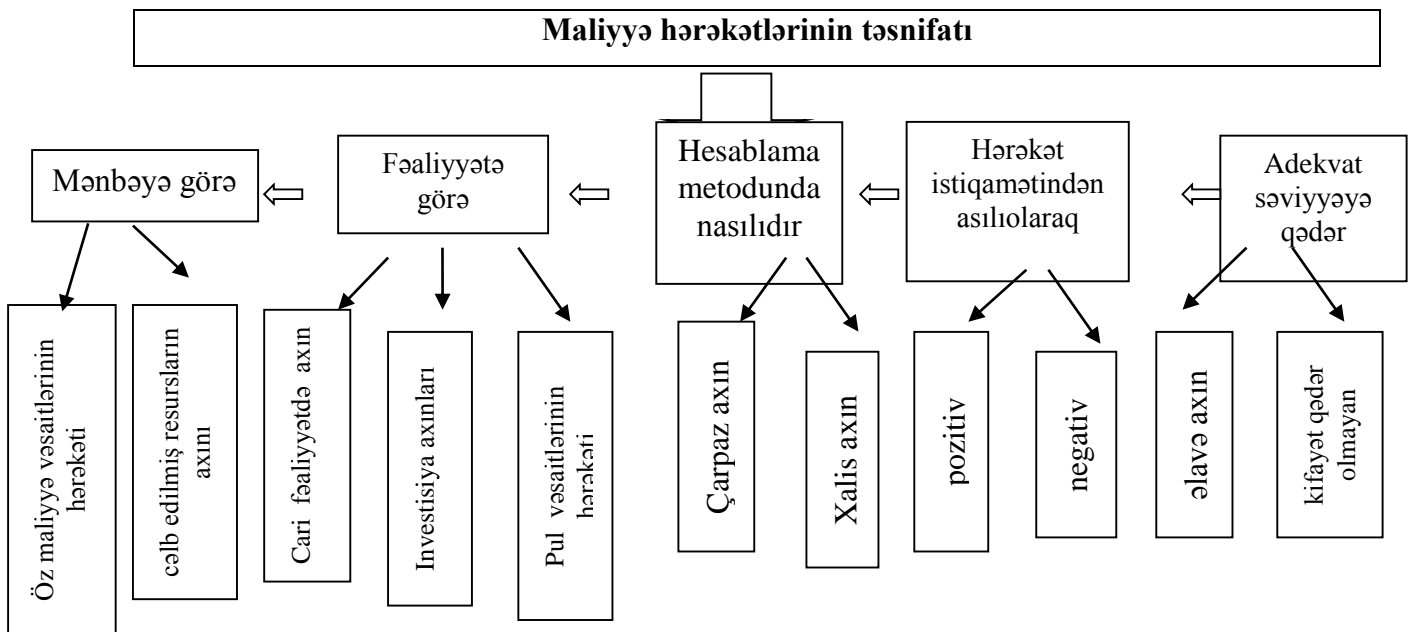 Maliyyə hərəkətlərinin təsnifatı
Mənbəyə görə
Fəaliyyətə
görə
Hesablama
metodunda
nasılıdır
Hərəkət
istiqamətindən
asılıolaraq
Adekvat
səviyyəyə
qədər
Öz maliyyə vəsaitlərinin
hərəkəti
cəlb edilmiş resursların
axını
Cari fəaliyyətdə axın
Investisiya axınları
Pul vəsaitlərinin
hərəkəti
Çarpaz axın
Xalis axın
pozitiv
negativ
əlavə axın
kifayət qədər
olmayan